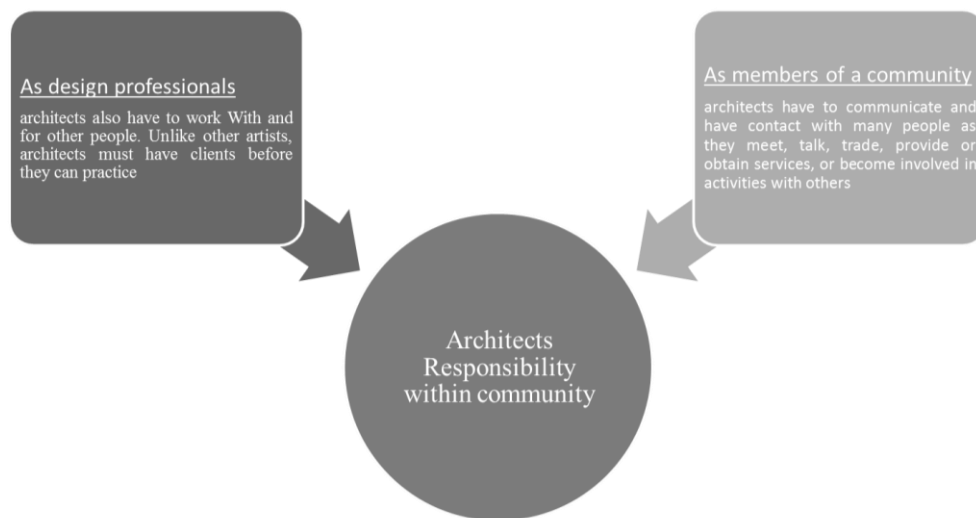 As design professionals
architects also have to work With and
for other people. Unlike other artists,
architects must have clients before
they can practice
As members of a community
architects have to communicate and
have contact with many people as
they meet, talk, trade, provide or
obtain services, or become involved in
activities with others
Architects
Responsibility
within community